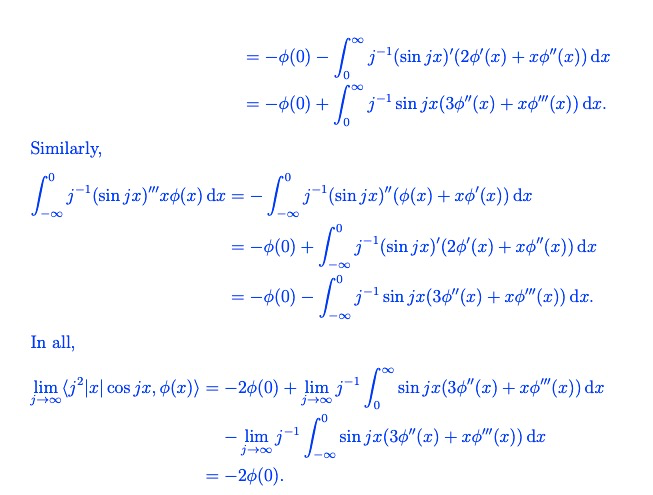 = −ϕ(0) − ∫_0^∞ j^{−1}(sin jx)′(2ϕ′(x) + xϕ″(x)) dx
= −ϕ(0) + ∫_0^∞ j^{−1} sin jx(3ϕ″(x) + xϕ‴(x)) dx.
Similarly,
∫_{−∞}^0 j^{−1}(sin jx)‴xϕ(x) dx = − ∫_{−∞}^0 j^{−1}(sin jx)″(ϕ(x) + xϕ′(x)) dx
= −ϕ(0) + ∫_{−∞}^0 j^{−1}(sin jx)′(2ϕ′(x) + xϕ″(x)) dx
= −ϕ(0) − ∫_{−∞}^0 j^{−1} sin jx(3ϕ″(x) + xϕ‴(x)) dx.
In all,
lim_{j→∞} ⟨j^2|x| cos jx, ϕ(x)⟩ = −2ϕ(0) + lim_{j→∞} j^{−1} ∫_0^∞ sin jx(3ϕ″(x) + xϕ‴(x)) dx
− lim_{j→∞} j^{−1} ∫_{−∞}^0 sin jx(3ϕ″(x) + xϕ‴(x)) dx
= −2ϕ(0).